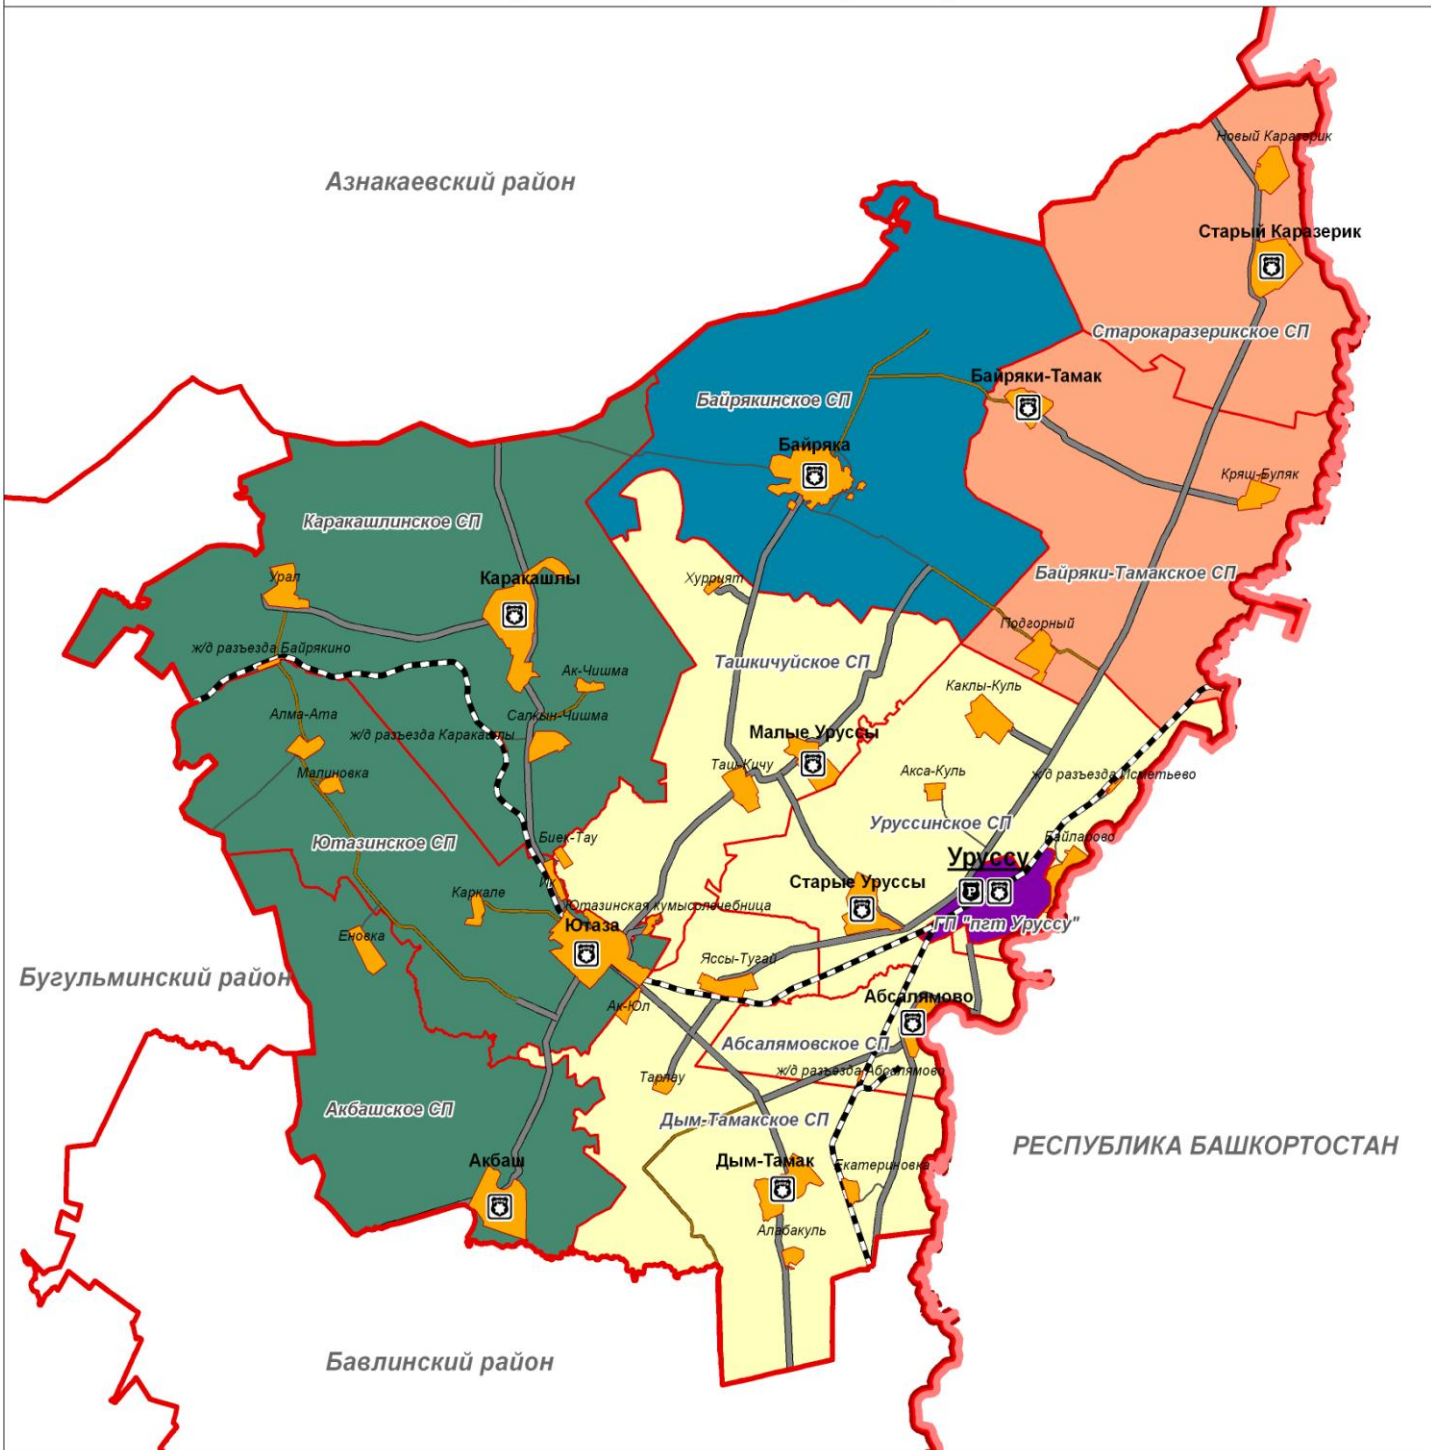 Новый Каразерик
Азнакаевский район
Старый Каразерик
Старокаразерикское СП
Байряки-Тамак
Байрякинское СП
Байряка
Кряш-Буляк
Каракашлинское СП
Урал
Каракашлы
Хуррият
Байряки-Тамакское СП
Подгорный
ж/д разъезда Байрякино
Ак-Чишма
Ташкичуйское СП
Каклы-Куль
Алма-Ата
Салкын-Чишма
ж/д разъезда Каракашлы
Малые Уруссы
Малиновка
Таш-Кичу
Акса-Куль
ж/д разъезда Исметьево
Уруссинское СП
Ютазинское СП
Биек-Тау
Байларово
Уруссу
Ик
Старые Уруссы
Каркале
Ютазинская кумысолечебница
Ютаза
Р
ГП "пгт Уруссу"
Еновка
Яссы-Тугай
Бугульминский район
Ак-Юл
Абсалямово
Абсалямовское СП
Тарлау
ж/д разъезда Абсалямово
Акбашское СП
Дым-Тамакское СП
РЕСПУБЛИКА БАШКОРТОСТАН
Акбаш
Дым-Тамак
Екатериновка
Алабакуль
Бавлинский район